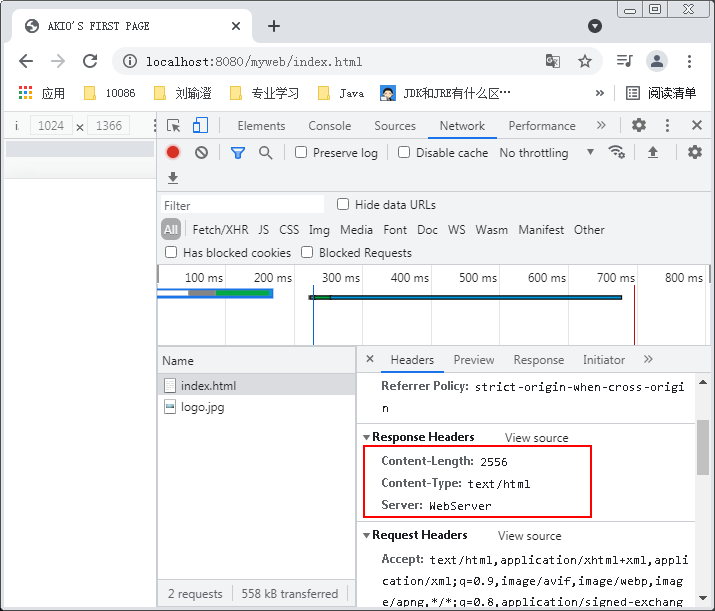 AKIO'S FIRST PAGE
localhost:8080/myweb/index.html
应用 10086 刘瑜澄 专业学习 Java JDK和JRE有什么区… » 阅读清单
1024 × 1366 Elements Console Sources Network Performance »
Preserve log Disable cache No throttling
Filter Hide data URLs
All Fetch/XHR JS CSS Img Media Font Doc WS Wasm Manifest Other
Has blocked cookies Blocked Requests
100 ms 200 ms 300 ms 400 ms 500 ms 600 ms 700 ms 800 ms
Name
index.html
logo.jpg
2 requests 558 kB transferred
× Headers Preview Response Initiator »
Referrer Policy: strict-origin-when-cross-origi
n
Response Headers View source
Content-Length: 2556
Content-Type: text/html
Server: WebServer
Request Headers View source
Accept: text/html,application/xhtml+xml,appli
cation/xml;q=0.9,image/avif,image/webp,imag
e/apng,*/*;q=0.8,application/signed-exchan